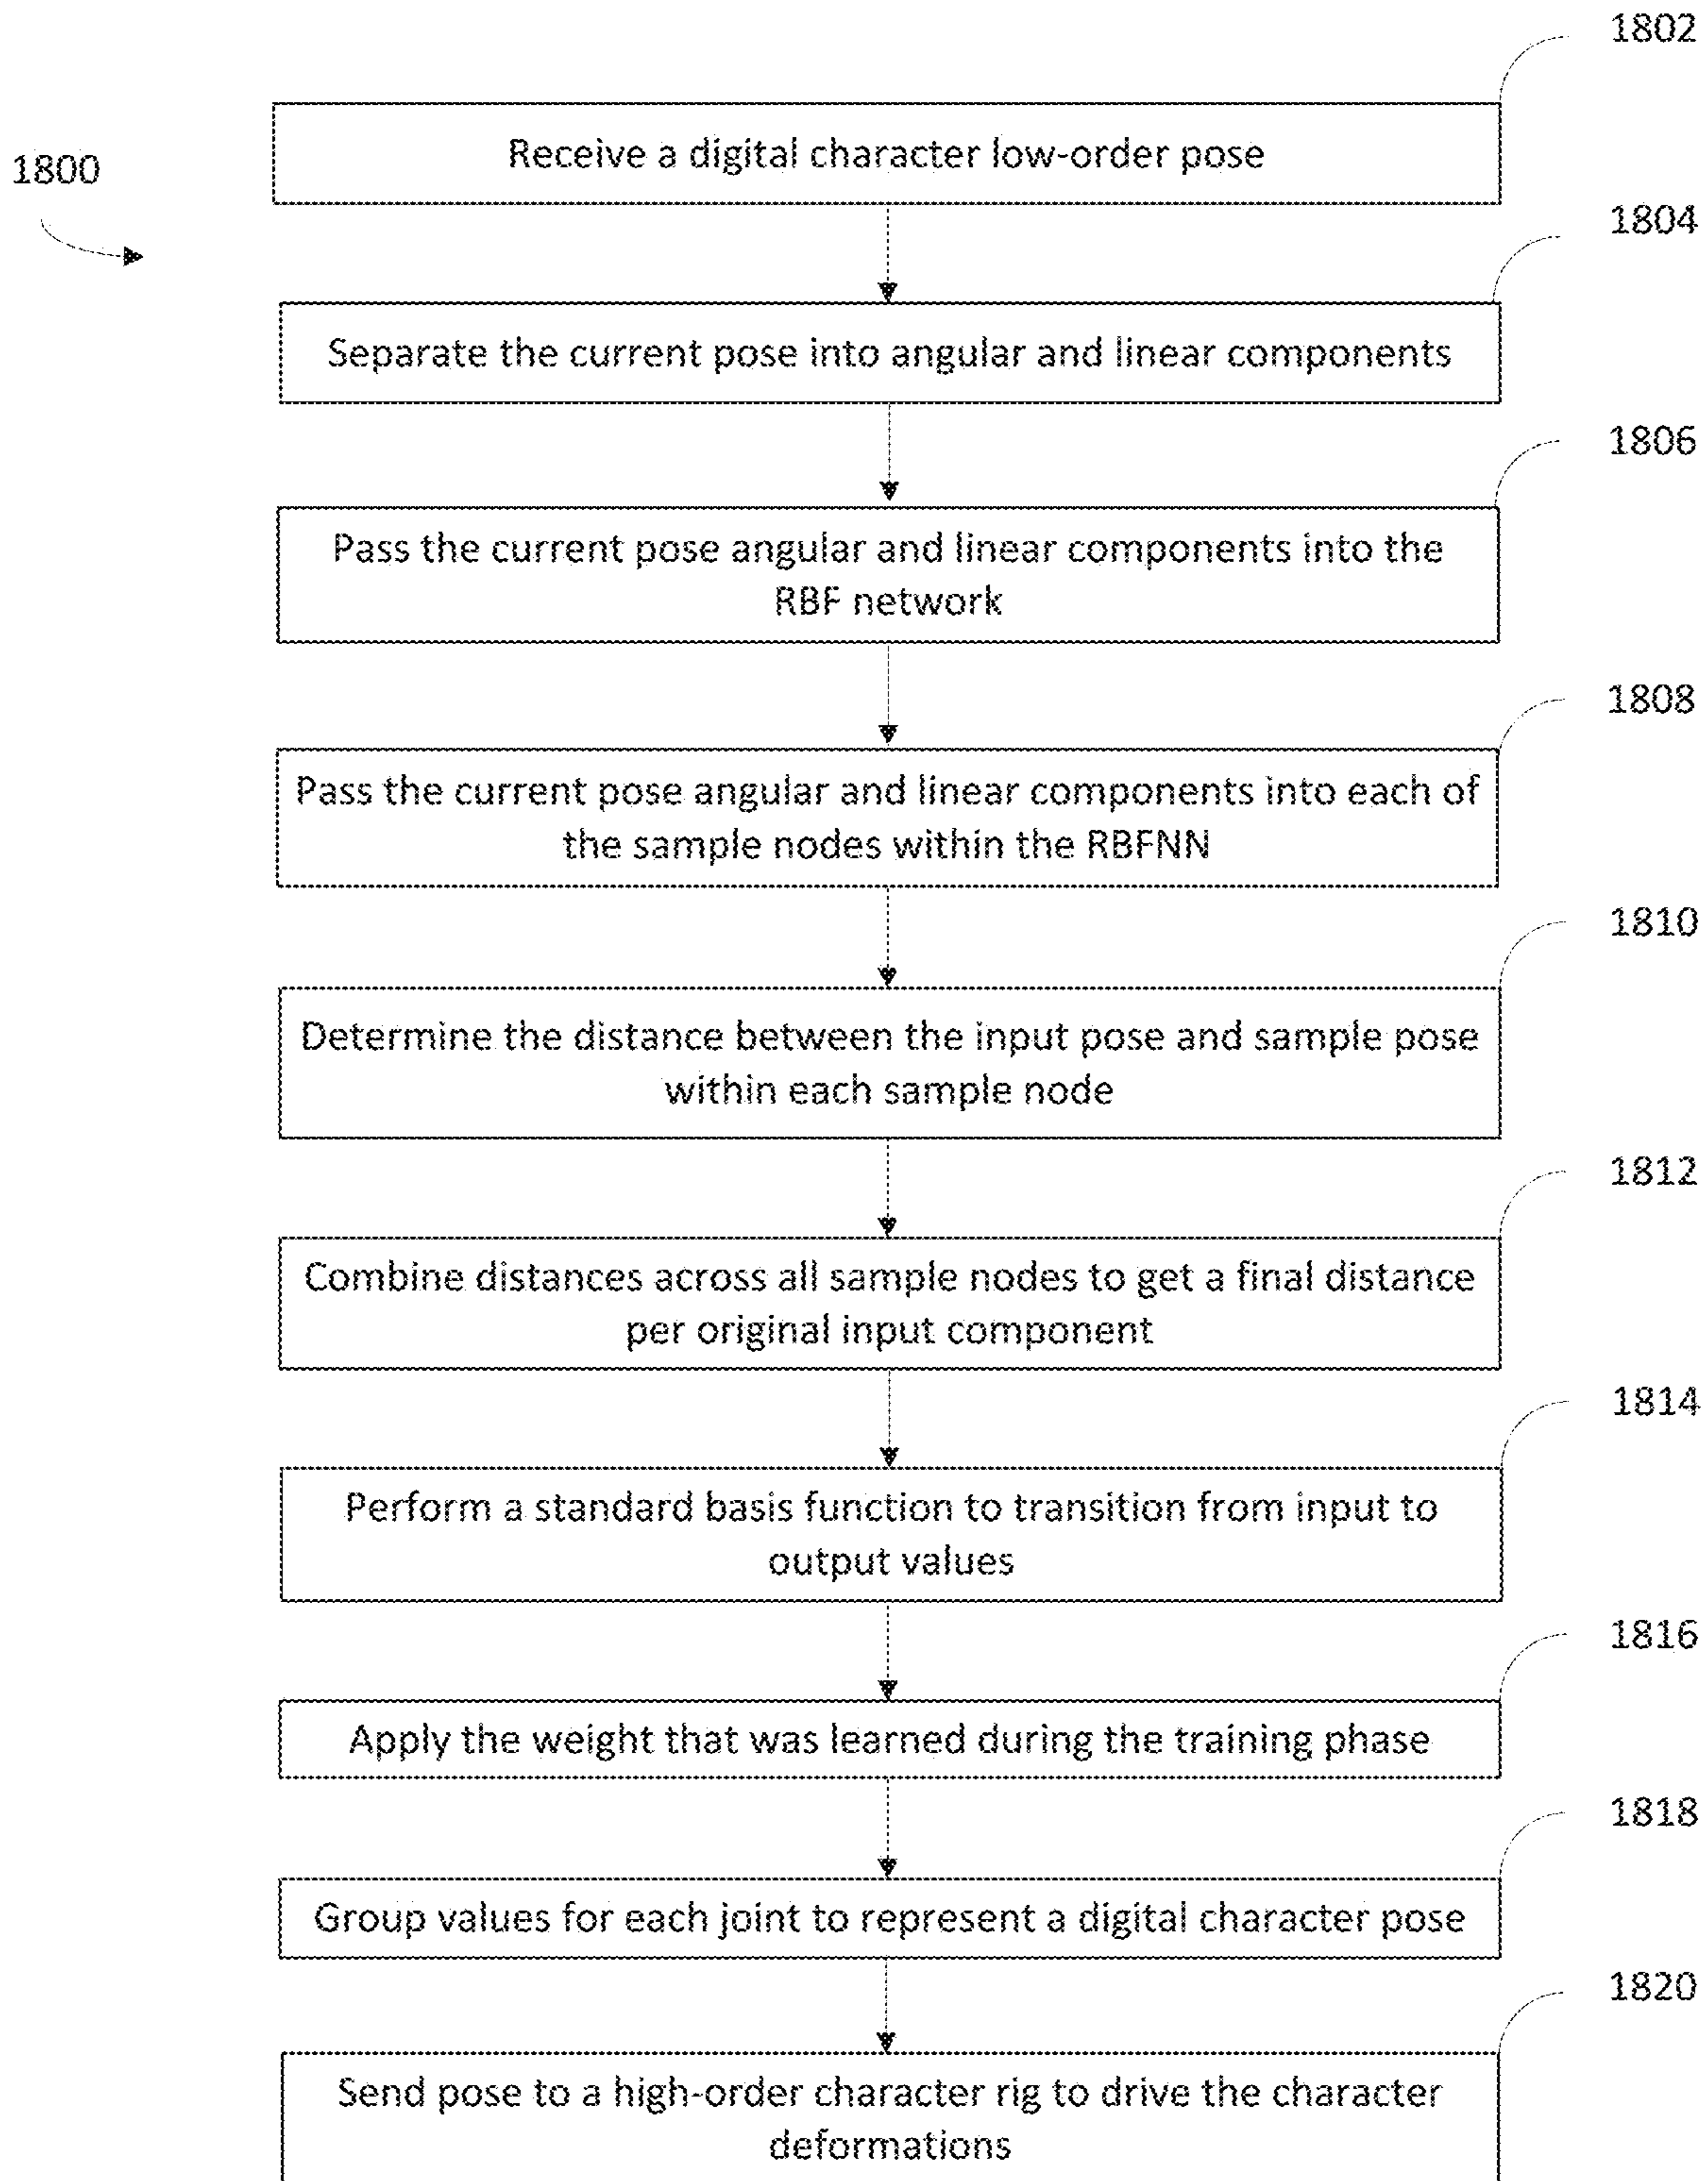 1802
1800
Receive a digital character low-order pose
1804
Separate the current pose into angular and linear components
1806
Pass the current pose angular and linear components into the
RBF network
1808
Pass the current pose angular and linear components into each of
the sample nodes within the RBFNN
1810
Determine the distance between the input pose and sample pose
within each sample node
1812
Combine distances across all sample nodes to get a final distance
per original input component
1814
Perform a standard basis function to transition from input to
output values
1816
Apply the weight that was learned during the training phase
1818
Group values for each joint to represent a digital character pose
1820
Send pose to a high-order character rig to drive the character
deformations